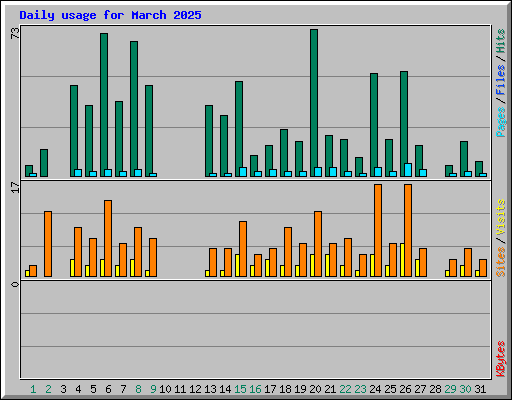 Daily usage for March 2025
73
17
0
Pages / Files / Hits
Sites / Visits
KBytes
1 2 3 4 5 6 7 8 9 10 11 12 13 14 15 16 17 18 19 20 21 22 23 24 25 26 27 28 29 30 31